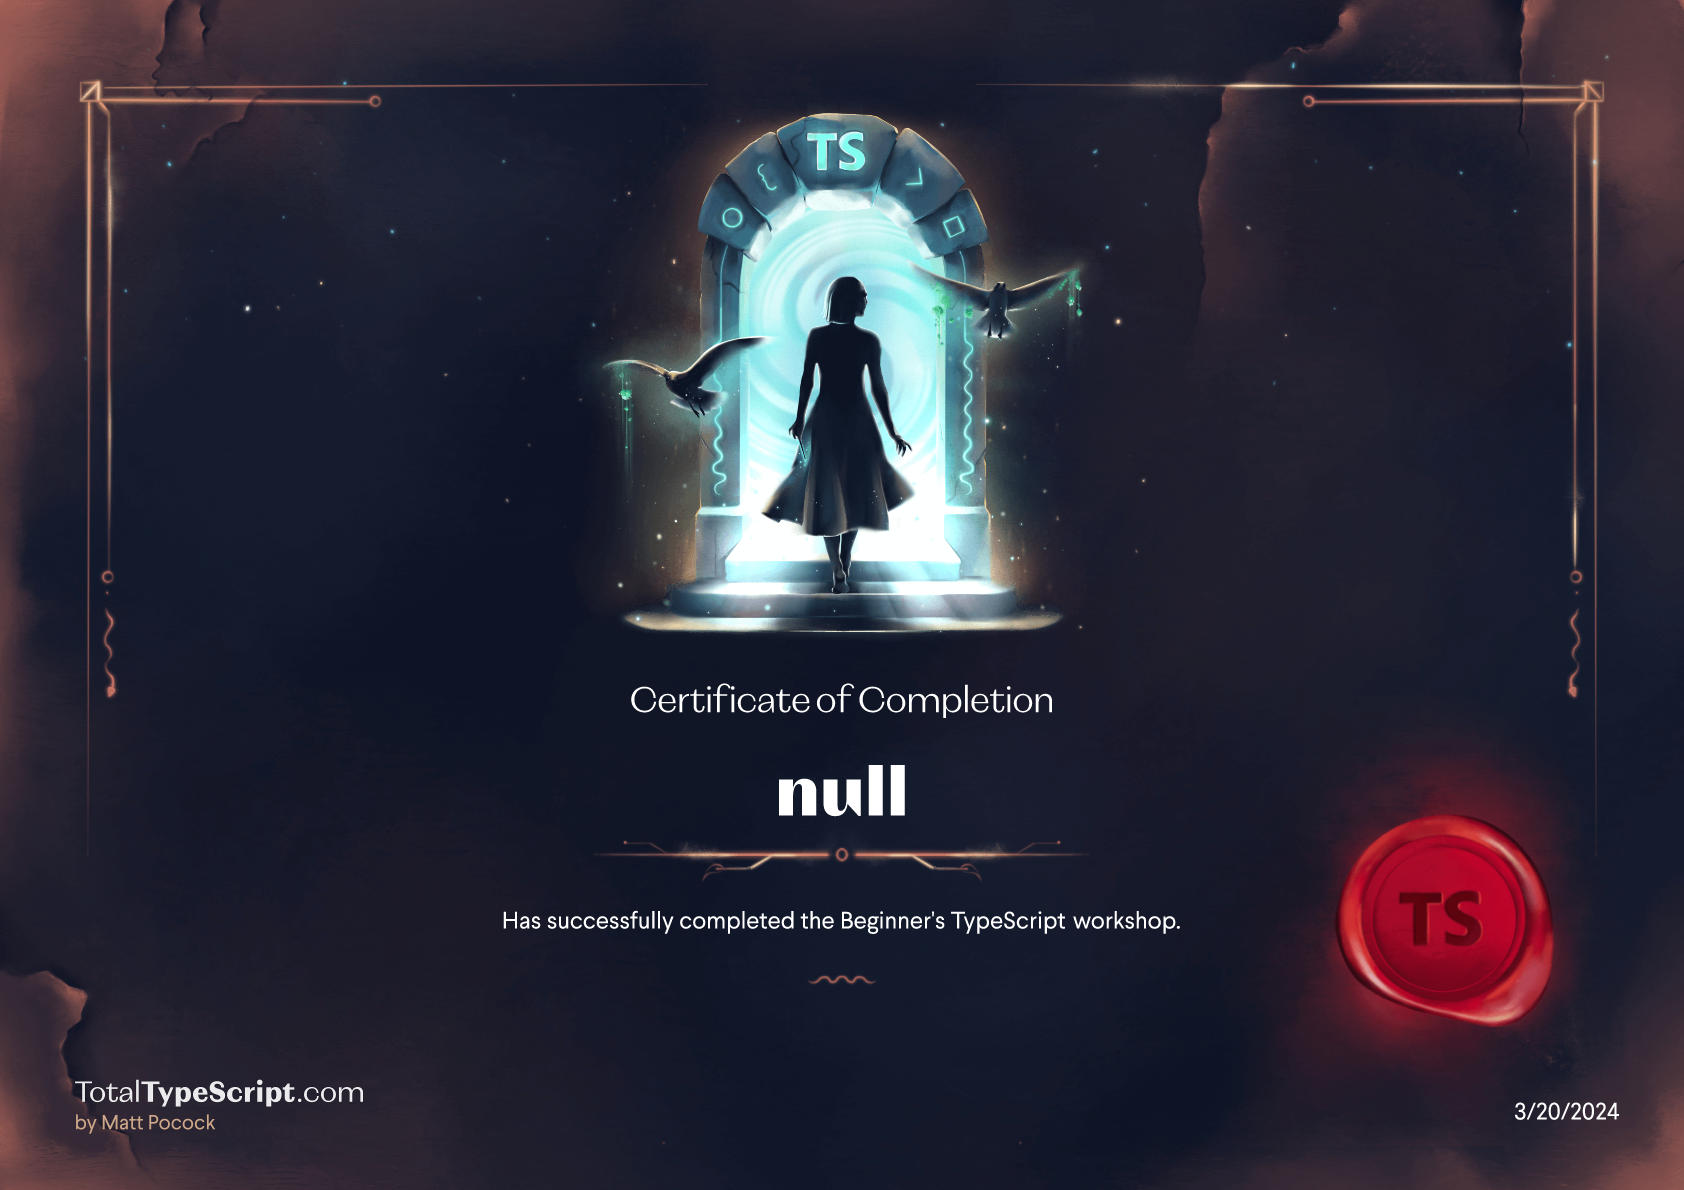 TS
Certificate of Completion
null
Has successfully completed the Beginner's TypeScript workshop.
TS
TotalTypeScript.com
by Matt Pocock
3/20/2024